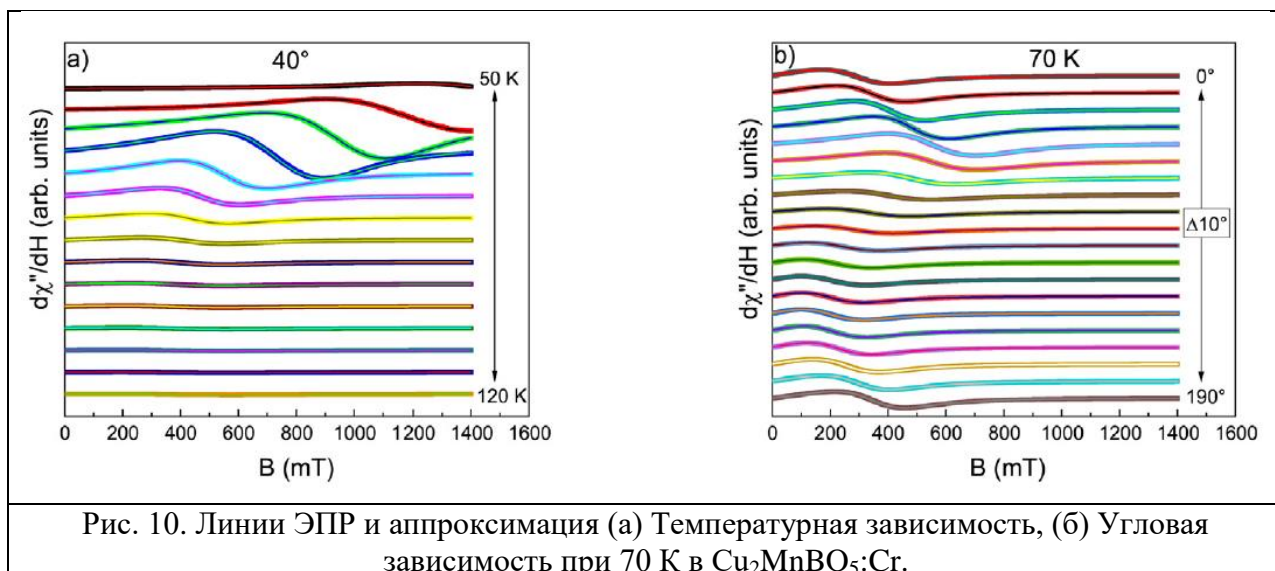 a)
40°
50 K
120 K
dχ"/dH (arb. units)
0 200 400 600 800 1000 1200 1400 1600
B (mT)
b)
70 K
0°
Δ10°
190°
dχ"/dH (arb. units)
0 200 400 600 800 1000 1200 1400 1600
B (mT)
Рис. 10. Линии ЭПР и аппроксимация (а) Температурная зависимость, (б) Угловая
зависимость при 70 К в Cu₂MnBO₅:Cr.